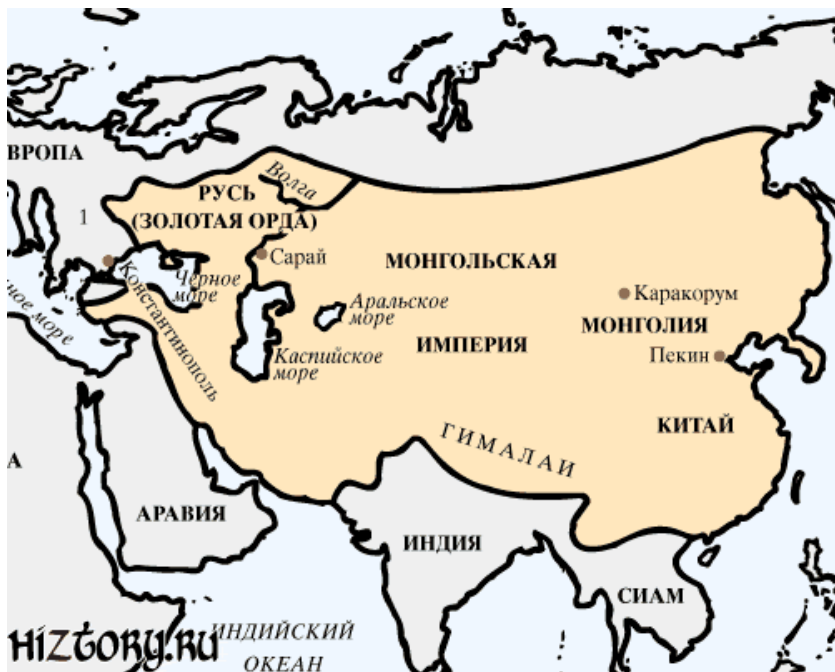 ВРОПА
Волга
РУСЬ
(ЗОЛОТАЯ ОРДА)
1
Константинополь
Черное
море
Сарай
МОНГОЛЬСКАЯ
Каракорум
Аральское
море
МОНГОЛИЯ
ИМПЕРИЯ
ное море
Каспийское
море
Пекин
КИТАЙ
ГИМАЛАИ
А
АРАВИЯ
ИНДИЯ
СИАМ
HiZtORY.RU
ИНДИЙСКИЙ
ОКЕАН